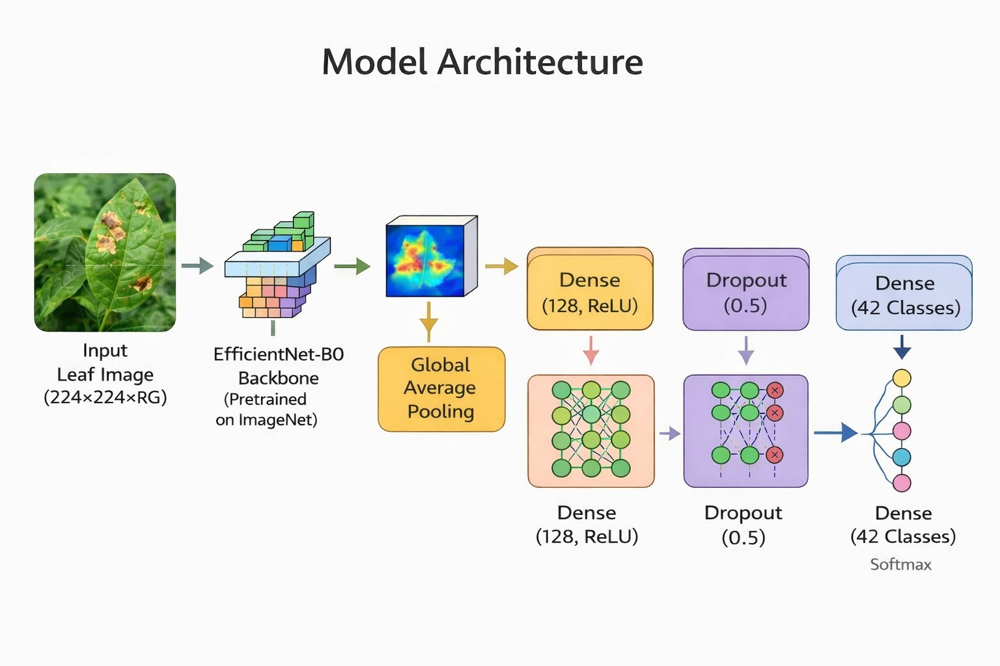 Model Architecture
Input
Leaf Image
(224×224×RG)
EfficientNet-B0
Backbone
(Pretrained
on ImageNet)
Global
Average
Pooling
Dense
(128, ReLU)
Dropout
(0.5)
Dense
(42 Classes)
Dense
(128, ReLU)
Dropout
(0.5)
Dense
(42 Classes)
Softmax